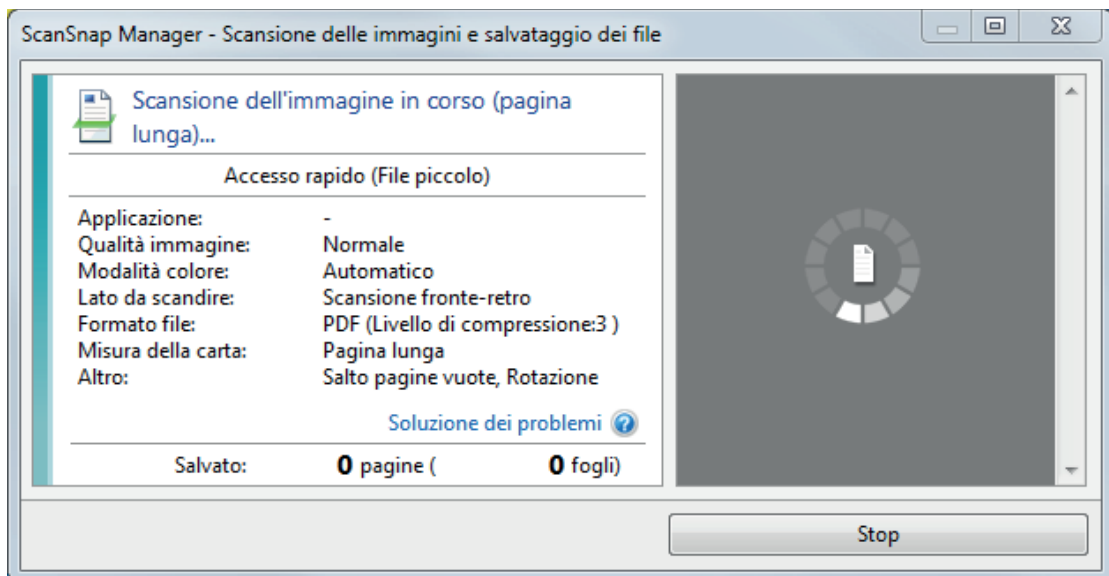 ScanSnap Manager - Scansione delle immagini e salvataggio dei file
Scansione dell'immagine in corso (pagina
lunga)...
Accesso rapido (File piccolo)
Applicazione: -
Qualità immagine: Normale
Modalità colore: Automatico
Lato da scandire: Scansione fronte-retro
Formato file: PDF (Livello di compressione:3 )
Misura della carta: Pagina lunga
Altro: Salto pagine vuote, Rotazione
Soluzione dei problemi ?
Salvato: 0 pagine ( 0 fogli)
Stop